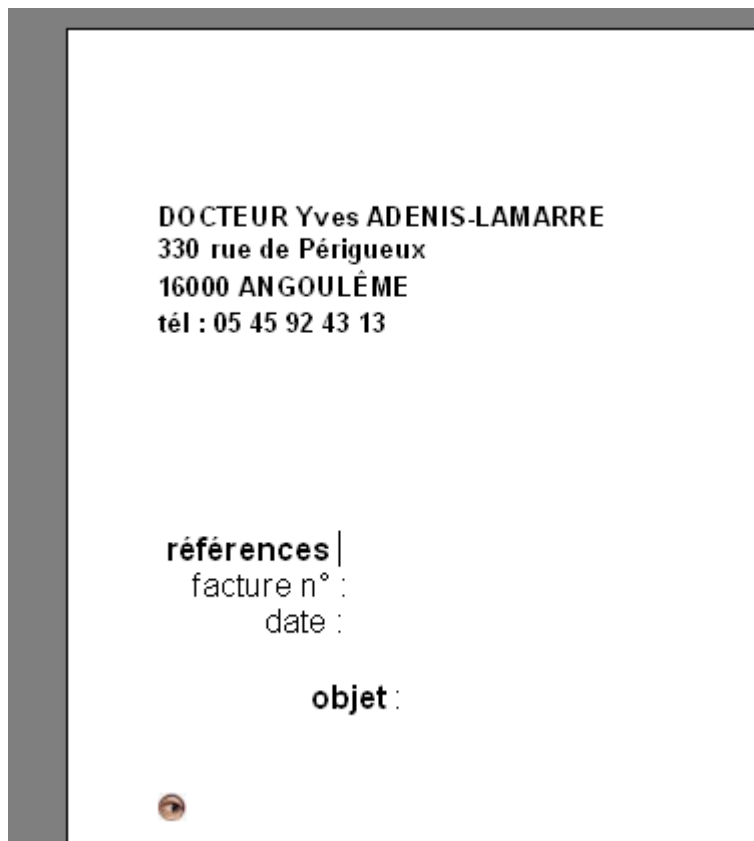 DOCTEUR Yves ADENIS-LAMARRE
330 rue de Périgueux
16000 ANGOULÊME
tél : 05 45 92 43 13
références
facture n° :
date :
objet :